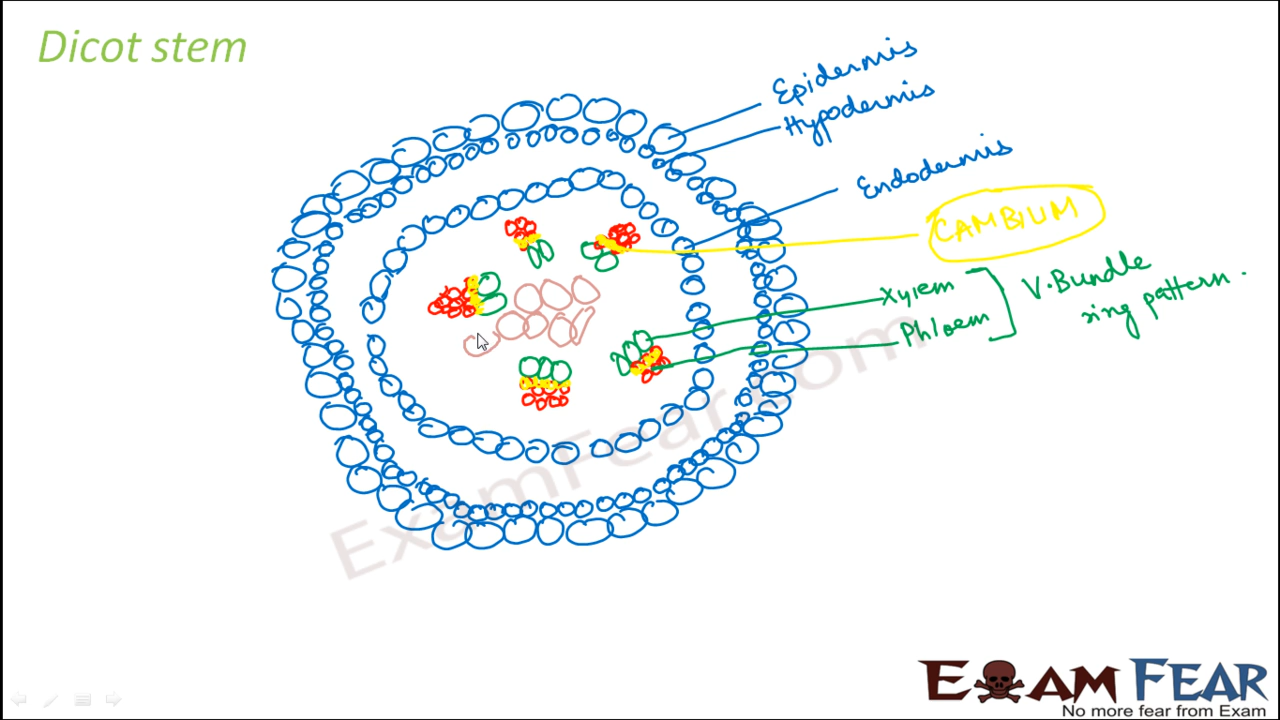 Dicot stem
Epidermis
Hypodermis
Endodermis
CAMBIUM
Xylem
Phloem
V. Bundle
ring pattern.
ExamFear.com
EXAM FEAR
No more fear from Exam